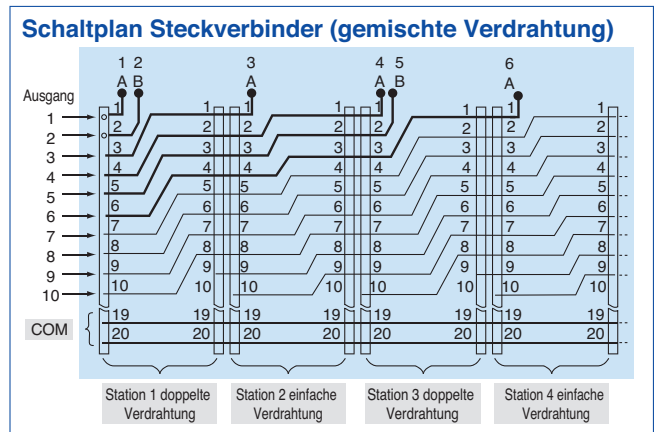 Schaltplan Steckverbinder (gemischte Verdrahtung)
1 2 3 4 5 6
A B A A B A
Ausgang
1 1 1 1 1 1 1 1 1
2 2 2 2 2 2 2 2 2
3 3 3 3 3 3 3 3 3
4 4 4 4 4 4 4 4 4
5 5 5 5 5 5 5 5 5
6 6 6 6 6 6 6 6 6
7 7 7 7 7 7 7 7 7
8 8 8 8 8 8 8 8 8
9 9 9 9 9 9 9 9 9
10 10 10 10 10
COM
19 19 19 19 19 19 19 19
20 20 20 20 20 20 20 20
Station 1 doppelte Verdrahtung
Station 2 einfache Verdrahtung
Station 3 doppelte Verdrahtung
Station 4 einfache Verdrahtung